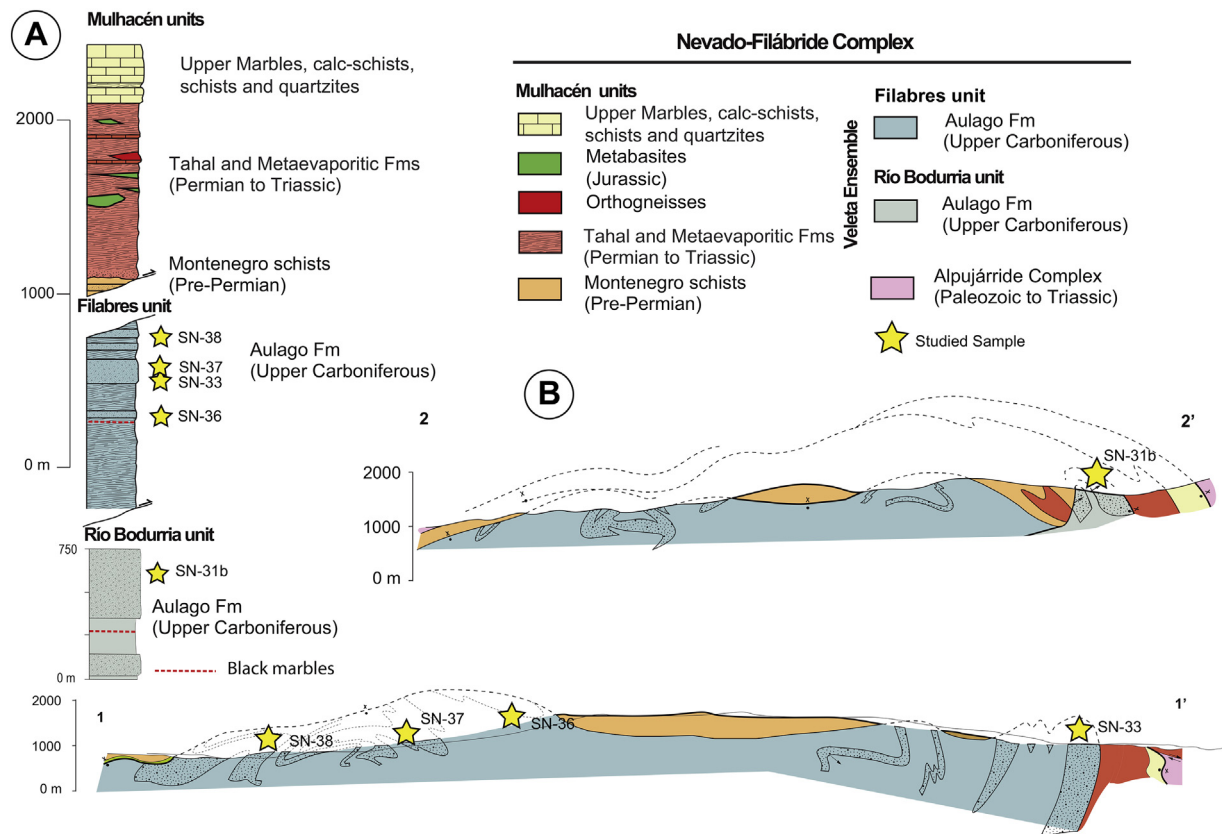 A
Mulhacén units
Upper Marbles, calc-schists,
schists and quartzites
2000
Tahal and Metaevaporitic Fms
(Permian to Triassic)
Montenegro schists
(Pre-Permian)
1000
Filabres unit
SN-38
SN-37
SN-33
SN-36
Aulago Fm
(Upper Carboniferous)
0 m
Río Bodurria unit
750
SN-31b
Aulago Fm
(Upper Carboniferous)
0 m
Black marbles
Nevado-Filábride Complex
Mulhacén units
Upper Marbles, calc-schists,
schists and quartzites
Metabasites
(Jurassic)
Orthogneisses
Tahal and Metaevaporitic Fms
(Permian to Triassic)
Montenegro schists
(Pre-Permian)
Veleta Ensemble
Filabres unit
Aulago Fm
(Upper Carboniferous)
Río Bodurria unit
Aulago Fm
(Upper Carboniferous)
Alpujárride Complex
(Paleozoic to Triassic)
Studied Sample
B
2
2'
SN-31b
2000
1000
0 m
x
x
x
1
1'
2000
1000
0 m
SN-38
SN-37
SN-36
SN-33
x
x
x